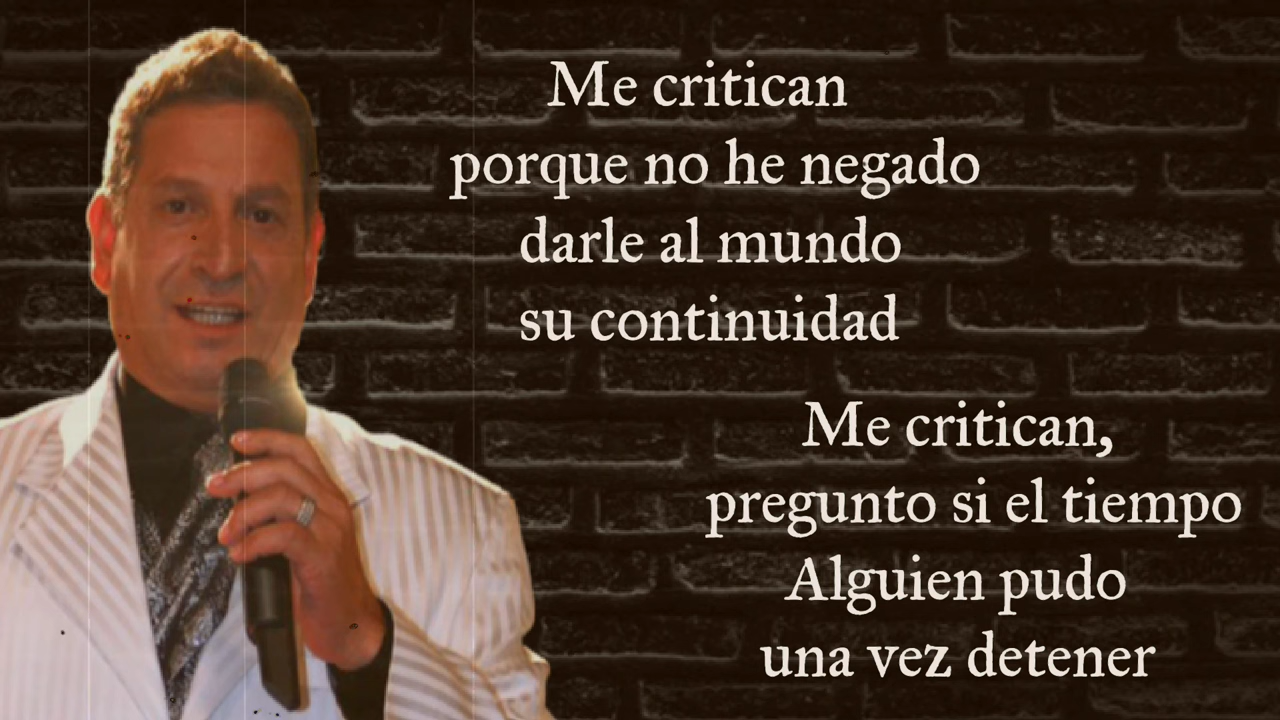 Me critican
porque no he negado
darle al mundo
su continuidad
Me critican,
pregunto si el tiempo
Alguien pudo
una vez detener